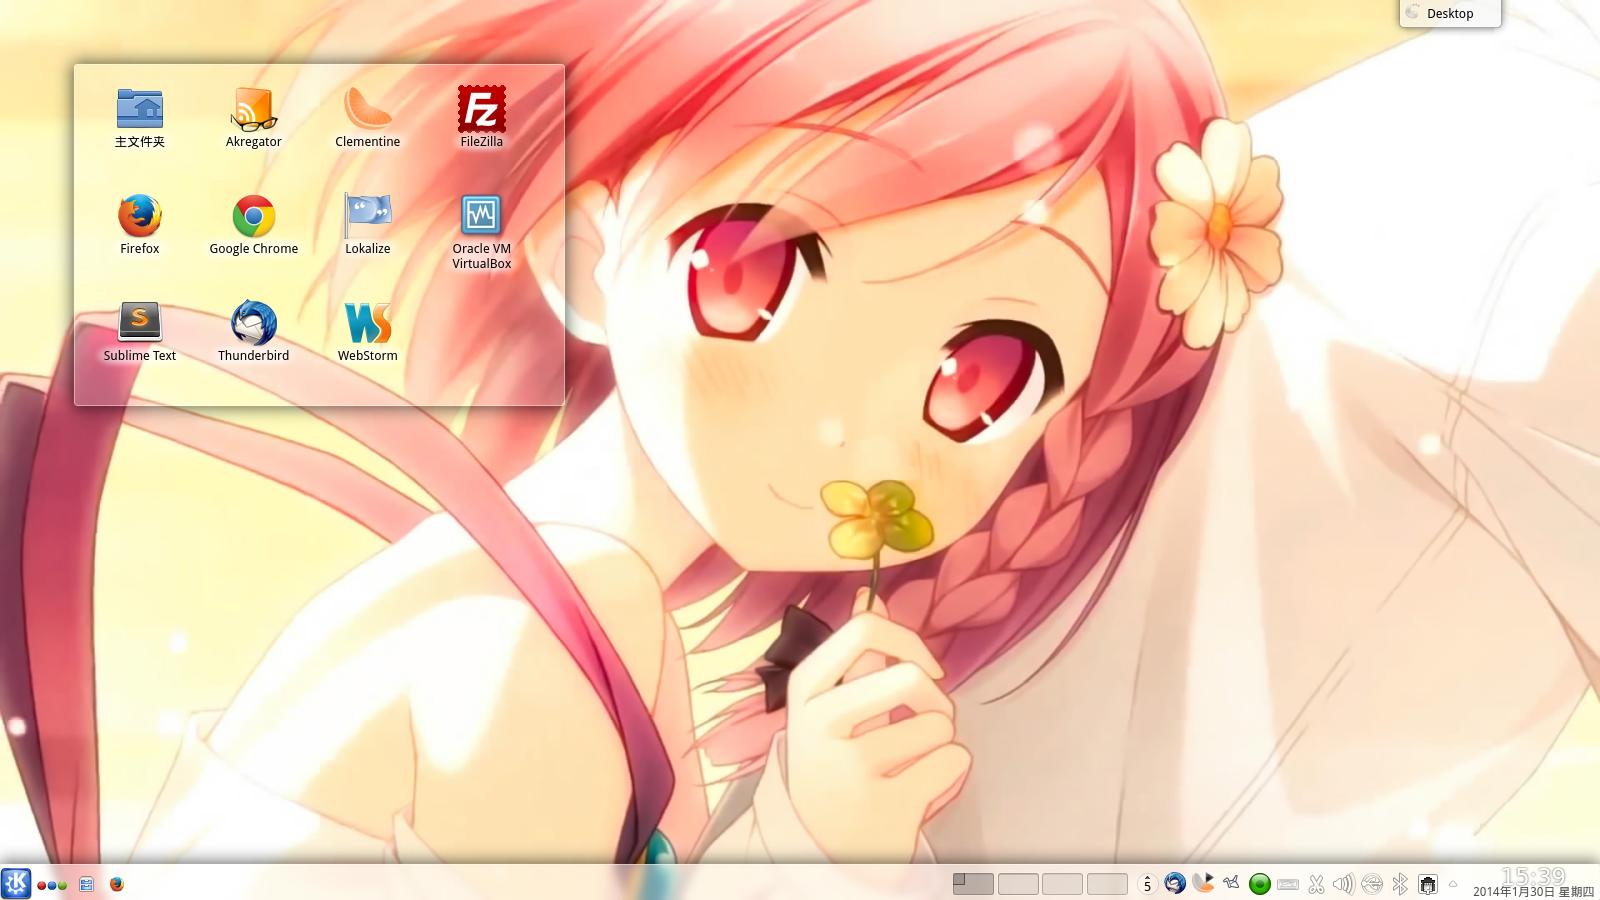 Desktop
主文件夹
Akregator
Clementine
FileZilla
Firefox
Google Chrome
Lokalize
Oracle VM
VirtualBox
Sublime Text
Thunderbird
WebStorm
5
15:39
2014年1月30日 星期四